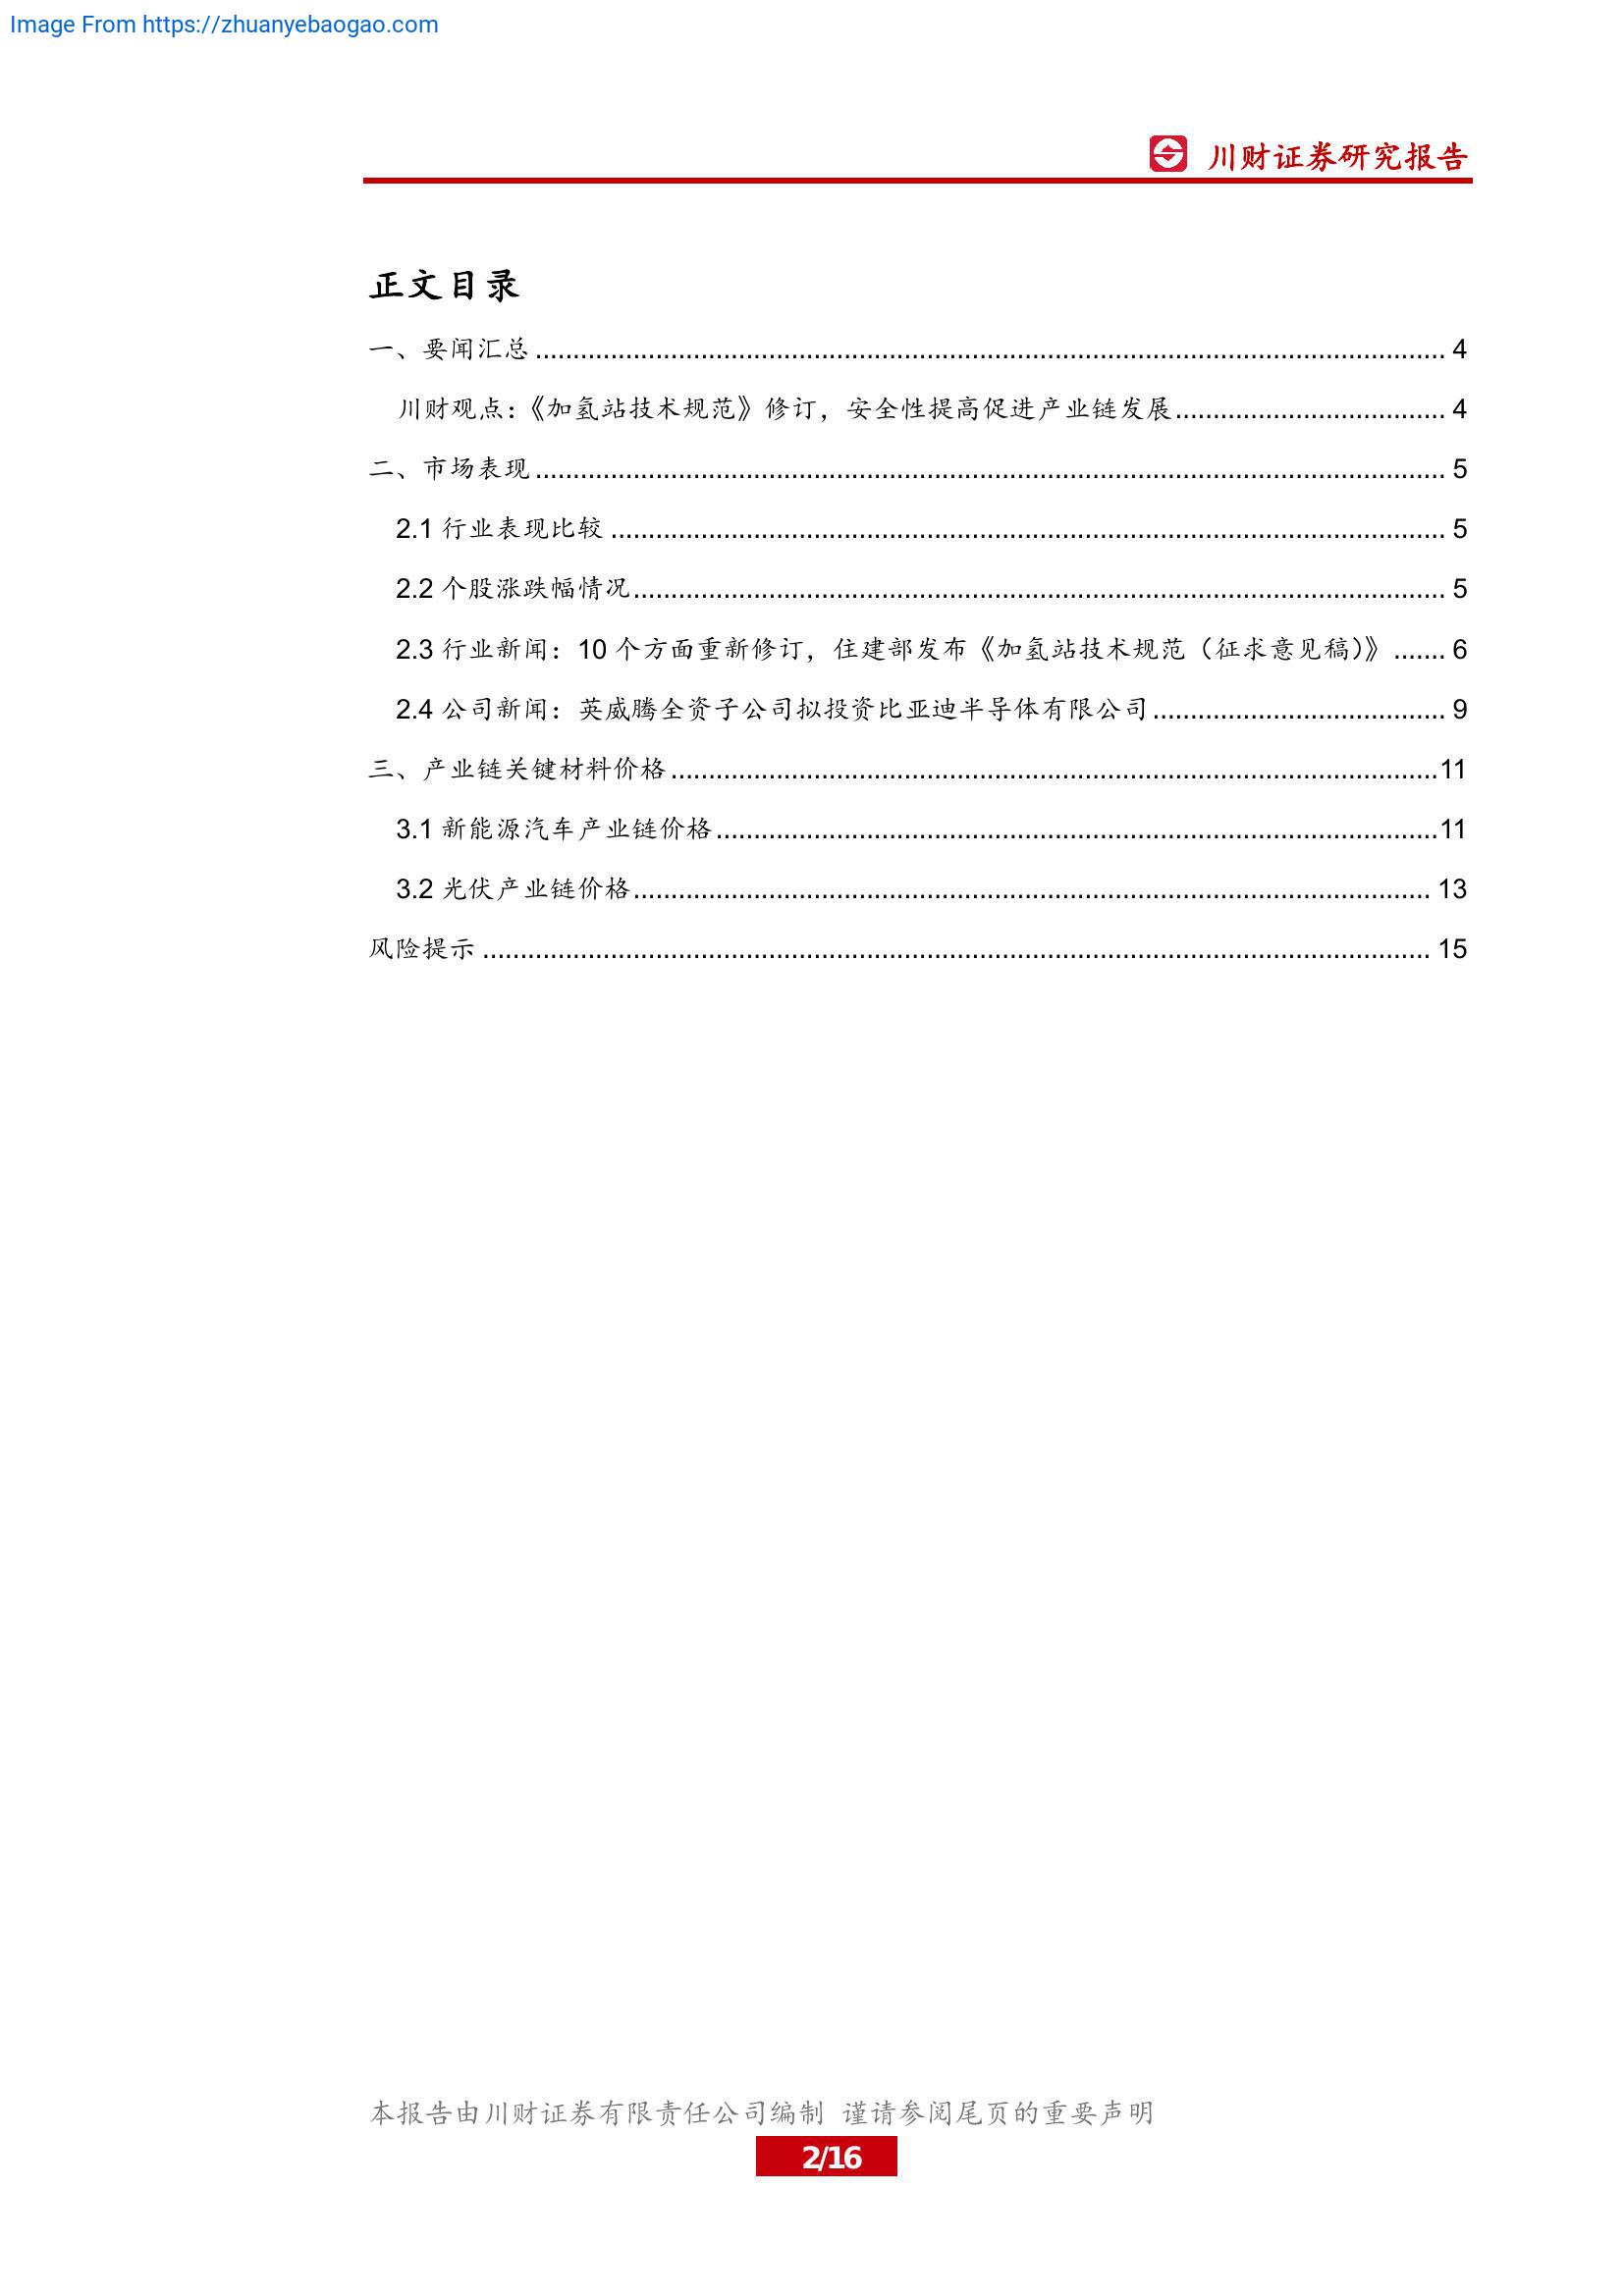 Image From https://zhuanyebaogao.com
川财证券研究报告
正文目录
一、要闻汇总 ........................................................................................................................ 4
川财观点：《加氢站技术规范》修订，安全性提高促进产业链发展.................................... 4
二、市场表现 ........................................................................................................................ 5
2.1 行业表现比较 ............................................................................................................... 5
2.2 个股涨跌幅情况............................................................................................................ 5
2.3 行业新闻：10 个方面重新修订，住建部发布《加氢站技术规范（征求意见稿）》 ....... 6
2.4 公司新闻：英威腾全资子公司拟投资比亚迪半导体有限公司....................................... 9
三、产业链关键材料价格......................................................................................................11
3.1 新能源汽车产业链价格................................................................................................11
3.2 光伏产业链价格.......................................................................................................... 13
风险提示 .............................................................................................................................. 15
本报告由川财证券有限责任公司编制 谨请参阅尾页的重要声明
2/16